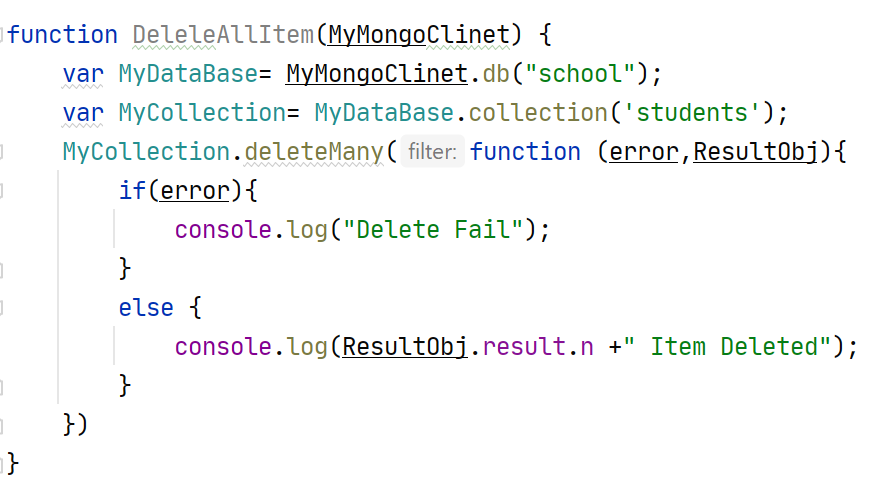 function DeleleAllItem(MyMongoClinet) {
    var MyDataBase= MyMongoClinet.db("school");
    var MyCollection= MyDataBase.collection('students');
    MyCollection.deleteMany( filter: function (error,ResultObj){
        if(error){
            console.log("Delete Fail");
        }
        else {
            console.log(ResultObj.result.n +" Item Deleted");
        }
    })
}